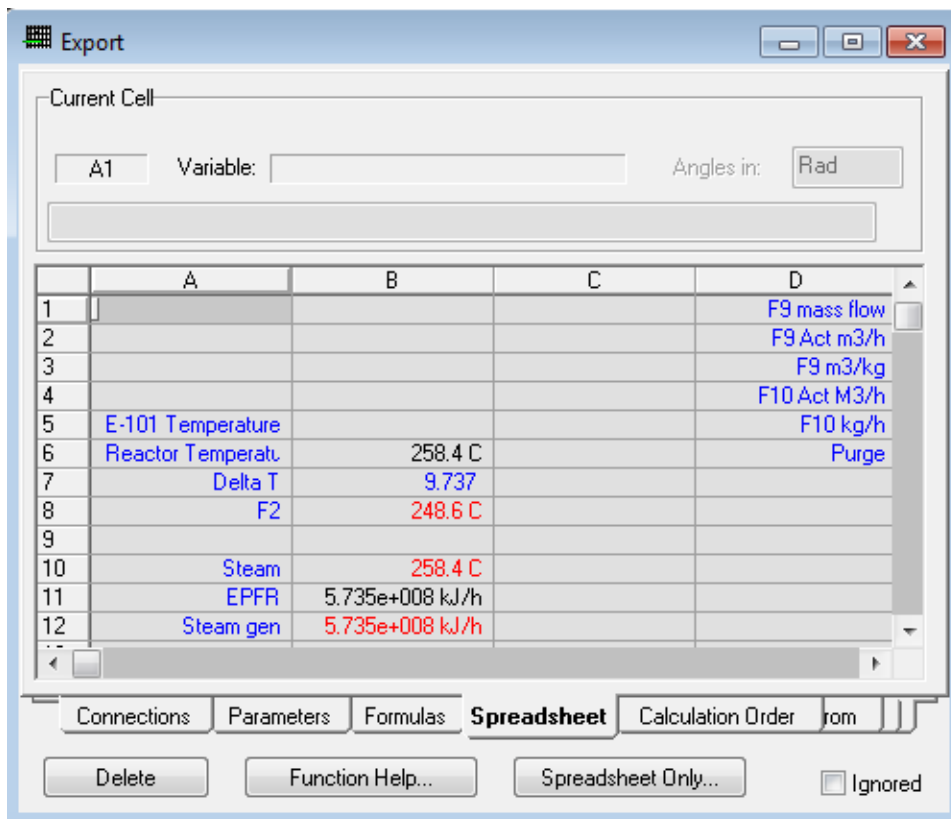 Export
Current Cell
A1 Variable: Angles in: Rad
A B C D
1 F9 mass flow
2 F9 Act m3/h
3 F9 m3/kg
4 F10 Act M3/h
5 E-101 Temperature F10 kg/h
6 Reactor Temperatu 258.4 C Purge
7 Delta T 9.737
8 F2 248.6 C
9
10 Steam 258.4 C
11 EPFR 5.735e+008 kJ/h
12 Steam gen 5.735e+008 kJ/h
Connections Parameters Formulas Spreadsheet Calculation Order rom
Delete Function Help... Spreadsheet Only... Ignored